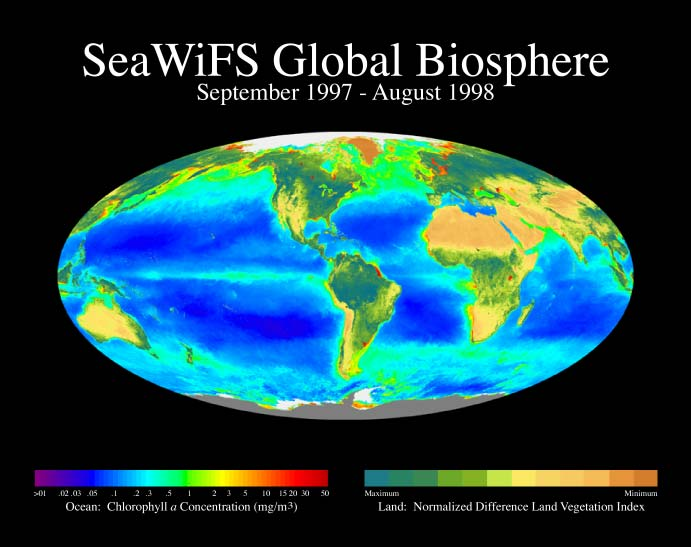 SeaWiFS Global Biosphere
September 1997 - August 1998
>01 .02 .03 .05 .1 .2 .3 .5 1 2 3 5 10 15 20 30 50
Maximum Minimum
Ocean: Chlorophyll a Concentration (mg/m3)
Land: Normalized Difference Land Vegetation Index